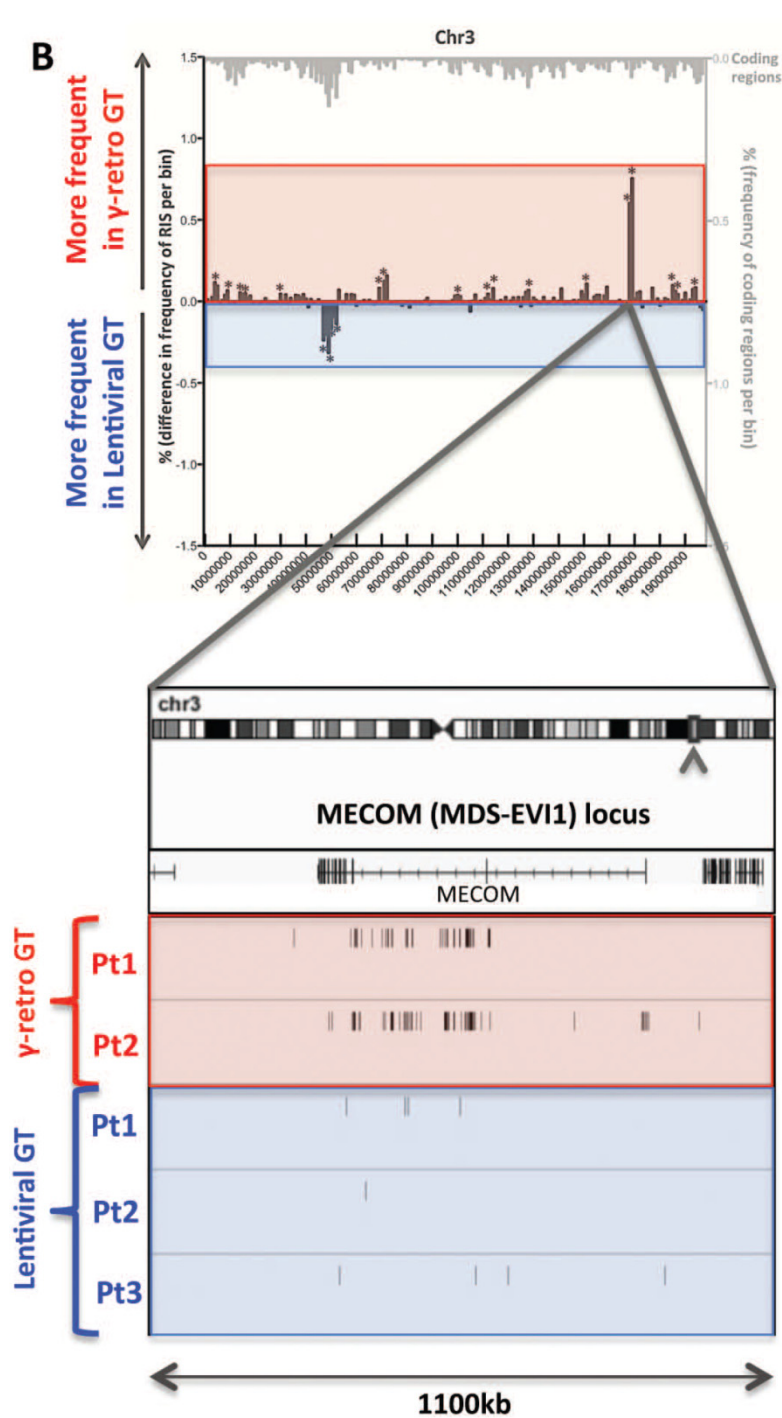 B
Chr3
More frequent
in γ-retro GT
More frequent
in Lentiviral GT
% (difference in frequency of RIS per bin)
1.5
1.0
0.5
0.0
-0.5
-1.0
-1.5
0.0
Coding
regions
-0.5
-1.0
% (frequency of coding regions per bin)
0
10000000
20000000
30000000
40000000
50000000
60000000
70000000
80000000
90000000
100000000
110000000
120000000
130000000
140000000
150000000
160000000
170000000
180000000
190000000
chr3
MECOM (MDS-EVI1) locus
MECOM
γ-retro GT
Pt1
Pt2
Lentiviral GT
Pt1
Pt2
Pt3
1100kb